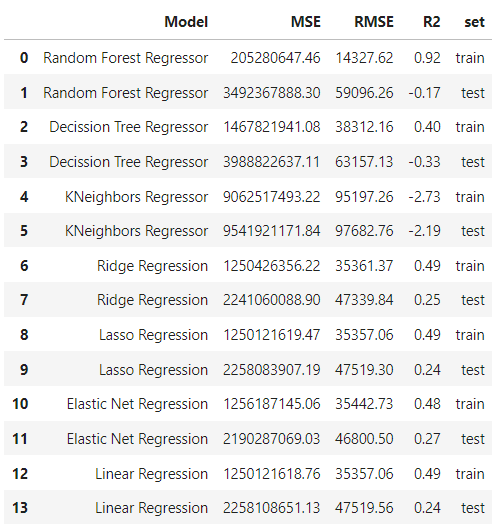 Model MSE RMSE R2 set
0 Random Forest Regressor 205280647.46 14327.62 0.92 train
1 Random Forest Regressor 3492367888.30 59096.26 -0.17 test
2 Decission Tree Regressor 1467821941.08 38312.16 0.40 train
3 Decission Tree Regressor 3988822637.11 63157.13 -0.33 test
4 KNeighbors Regressor 9062517493.22 95197.26 -2.73 train
5 KNeighbors Regressor 9541921171.84 97682.76 -2.19 test
6 Ridge Regression 1250426356.22 35361.37 0.49 train
7 Ridge Regression 2241060088.90 47339.84 0.25 test
8 Lasso Regression 1250121619.47 35357.06 0.49 train
9 Lasso Regression 2258083907.19 47519.30 0.24 test
10 Elastic Net Regression 1256187145.06 35442.73 0.48 train
11 Elastic Net Regression 2190287069.03 46800.50 0.27 test
12 Linear Regression 1250121618.76 35357.06 0.49 train
13 Linear Regression 2258108651.13 47519.56 0.24 test